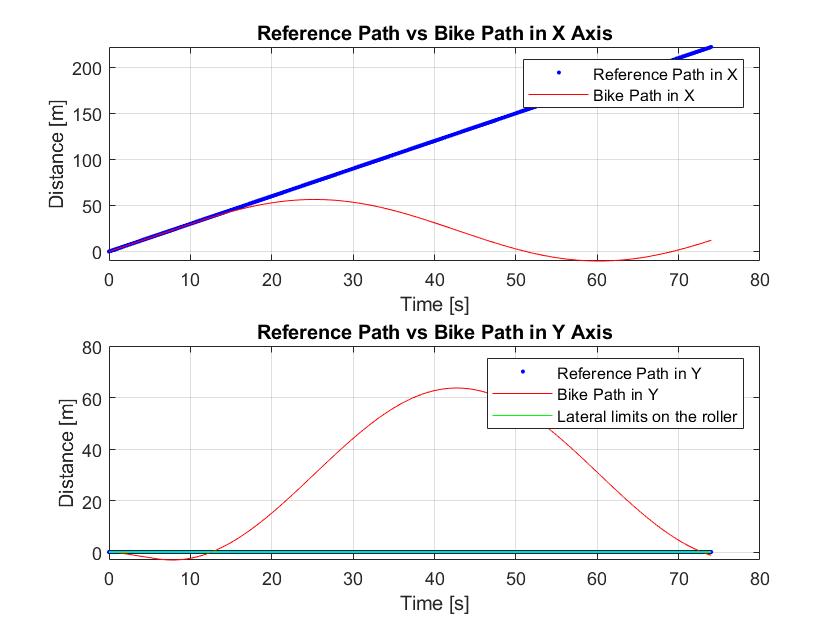 Reference Path vs Bike Path in X Axis
200
150
100
50
0
Distance [m]
Reference Path in X
Bike Path in X
0 10 20 30 40 50 60 70 80
Time [s]
Reference Path vs Bike Path in Y Axis
80
60
40
20
0
Distance [m]
Reference Path in Y
Bike Path in Y
Lateral limits on the roller
0 10 20 30 40 50 60 70 80
Time [s]